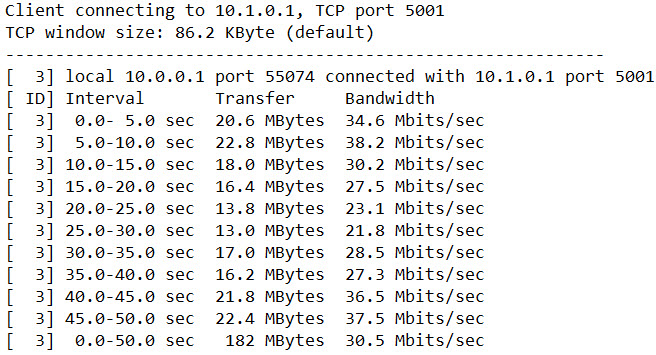 Client connecting to 10.1.0.1, TCP port 5001
TCP window size: 86.2 KByte (default)
------------------------------------------------------------
[  3] local 10.0.0.1 port 55074 connected with 10.1.0.1 port 5001
[ ID] Interval       Transfer     Bandwidth
[  3]  0.0- 5.0 sec  20.6 MBytes  34.6 Mbits/sec
[  3]  5.0-10.0 sec  22.8 MBytes  38.2 Mbits/sec
[  3] 10.0-15.0 sec  18.0 MBytes  30.2 Mbits/sec
[  3] 15.0-20.0 sec  16.4 MBytes  27.5 Mbits/sec
[  3] 20.0-25.0 sec  13.8 MBytes  23.1 Mbits/sec
[  3] 25.0-30.0 sec  13.0 MBytes  21.8 Mbits/sec
[  3] 30.0-35.0 sec  17.0 MBytes  28.5 Mbits/sec
[  3] 35.0-40.0 sec  16.2 MBytes  27.3 Mbits/sec
[  3] 40.0-45.0 sec  21.8 MBytes  36.5 Mbits/sec
[  3] 45.0-50.0 sec  22.4 MBytes  37.5 Mbits/sec
[  3]  0.0-50.0 sec   182 MBytes  30.5 Mbits/sec